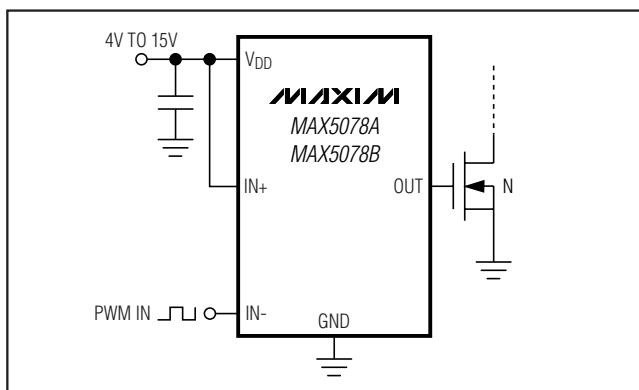 4V TO 15V
VDD
MAXIM
MAX5078A
MAX5078B
IN+
OUT
N
PWM IN
IN-
GND